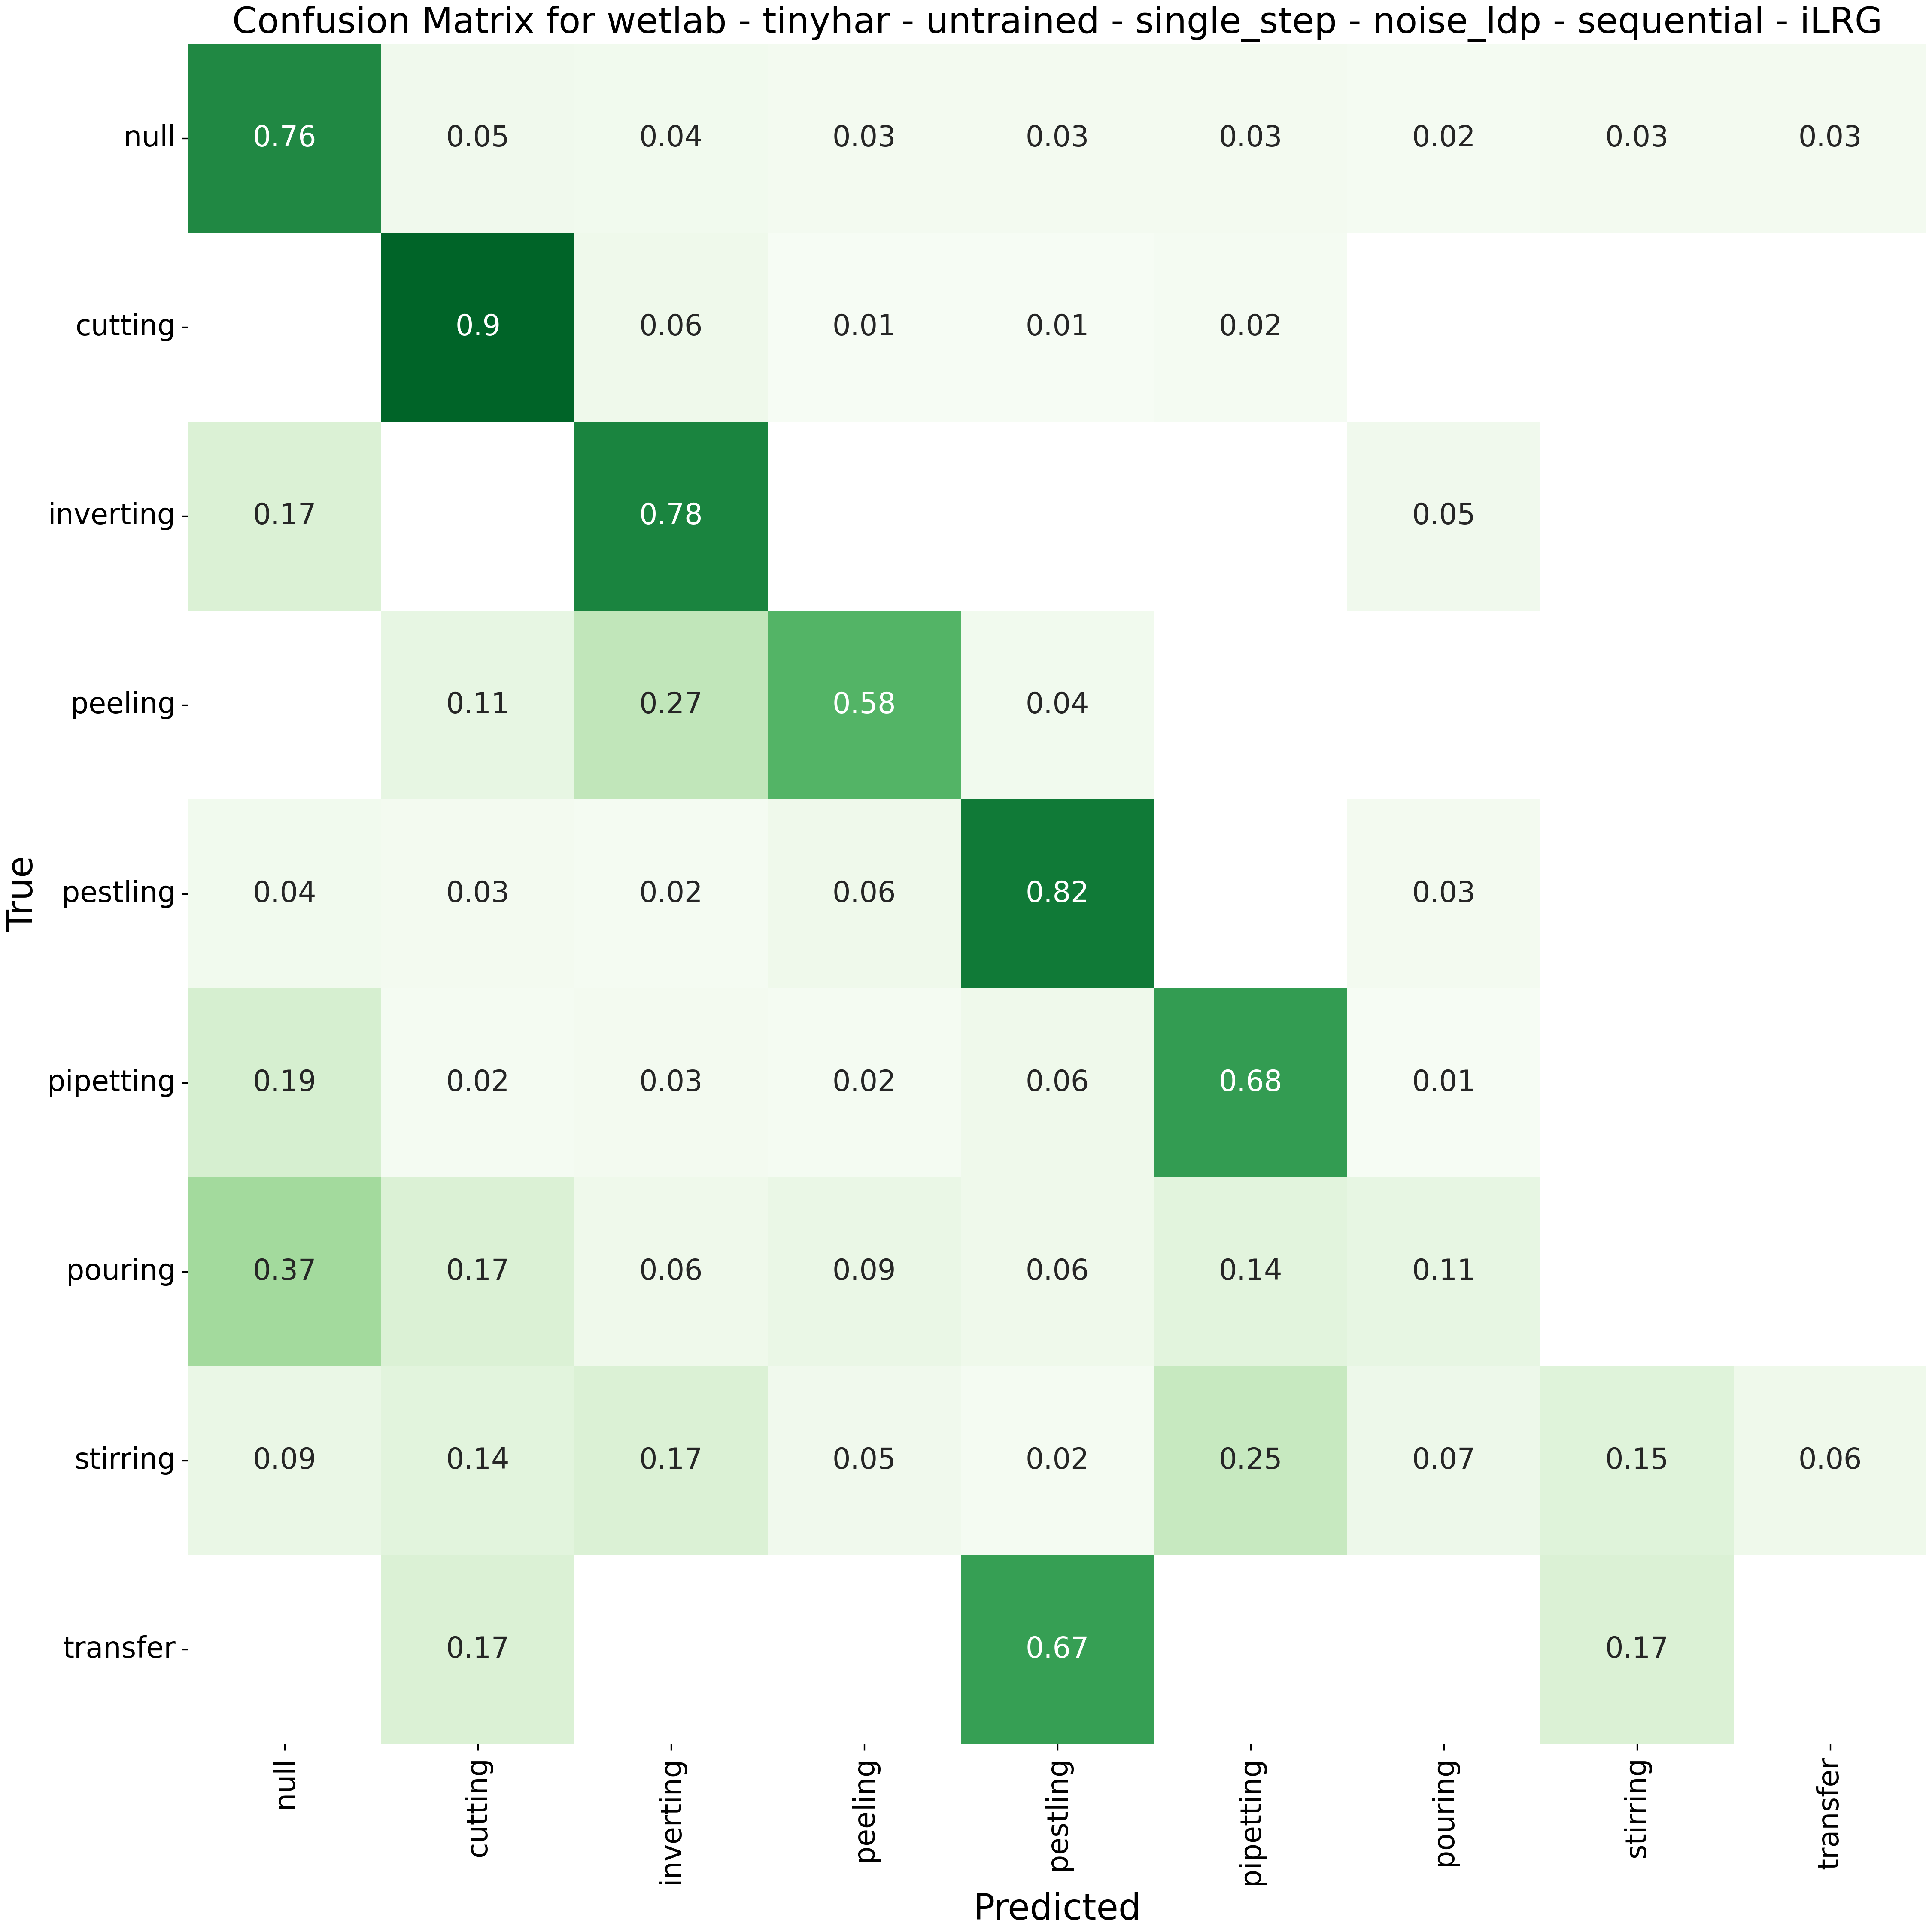 Confusion Matrix for wetlab - tinyhar - untrained - single_step - noise_ldp - sequential - iLRG
null 0.76 0.05 0.04 0.03 0.03 0.03 0.02 0.03 0.03
cutting 0.9 0.06 0.01 0.01 0.02
inverting 0.17 0.78 0.05
peeling 0.11 0.27 0.58 0.04
pestling 0.04 0.03 0.02 0.06 0.82 0.03
pipetting 0.19 0.02 0.03 0.02 0.06 0.68 0.01
pouring 0.37 0.17 0.06 0.09 0.06 0.14 0.11
stirring 0.09 0.14 0.17 0.05 0.02 0.25 0.07 0.15 0.06
transfer 0.17 0.67 0.17
True
null cutting inverting peeling pestling pipetting pouring stirring transfer
Predicted